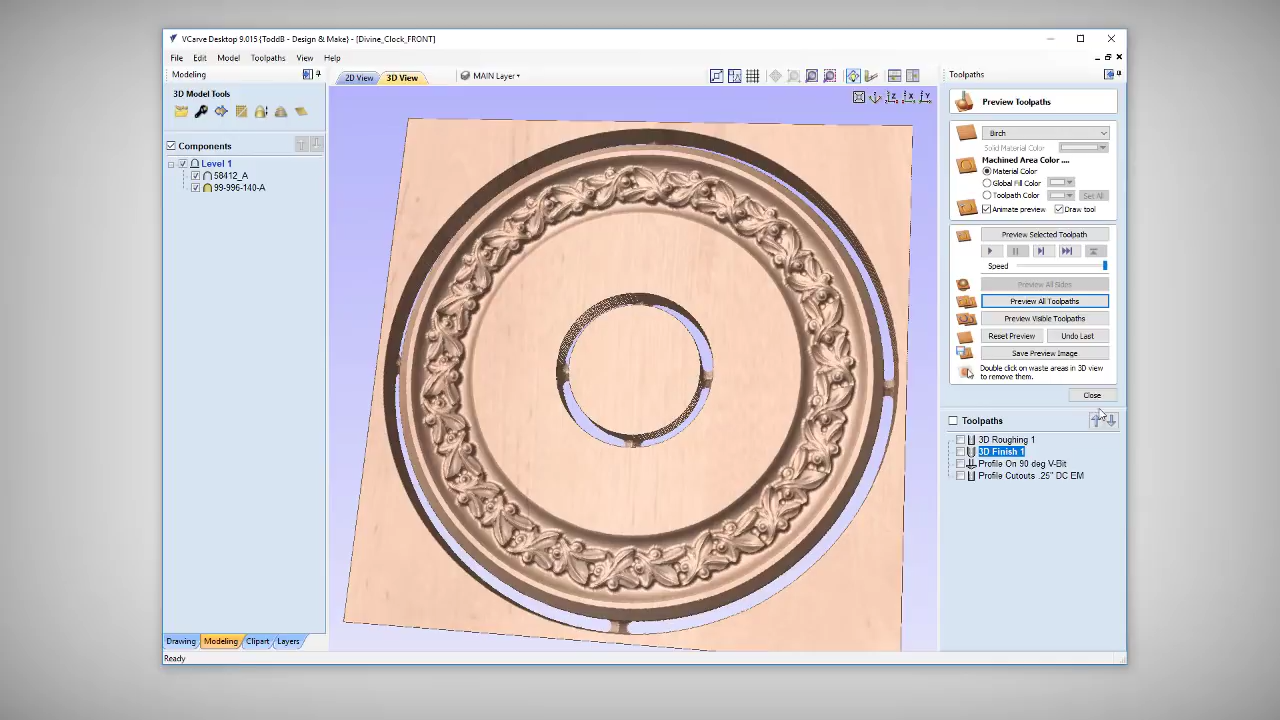 VCarve Desktop 9.015 {ToddB - Design & Make} - [Divine_Clock_FRONT]
File Edit Model Toolpaths View Help
Modeling
2D View 3D View MAIN Layer
3D Model Tools
Components
Level 1
58412_A
99-996-140-A
Drawing Modeling Clipart Layers
Ready
Toolpaths
Preview Toolpaths
Birch
Solid Material Color
Machined Area Color ....
Material Color
Global Fill Color
Toolpath Color Set All
Animate preview Draw tool
Preview Selected Toolpath
Speed
Preview All Sides
Preview All Toolpaths
Preview Visible Toolpaths
Reset Preview Undo Last
Save Preview Image
Double click on waste areas in 3D view
to remove them.
Close
Toolpaths
3D Roughing 1
3D Finish 1
Profile On 90 deg V-Bit
Profile Cutouts .25" DC EM